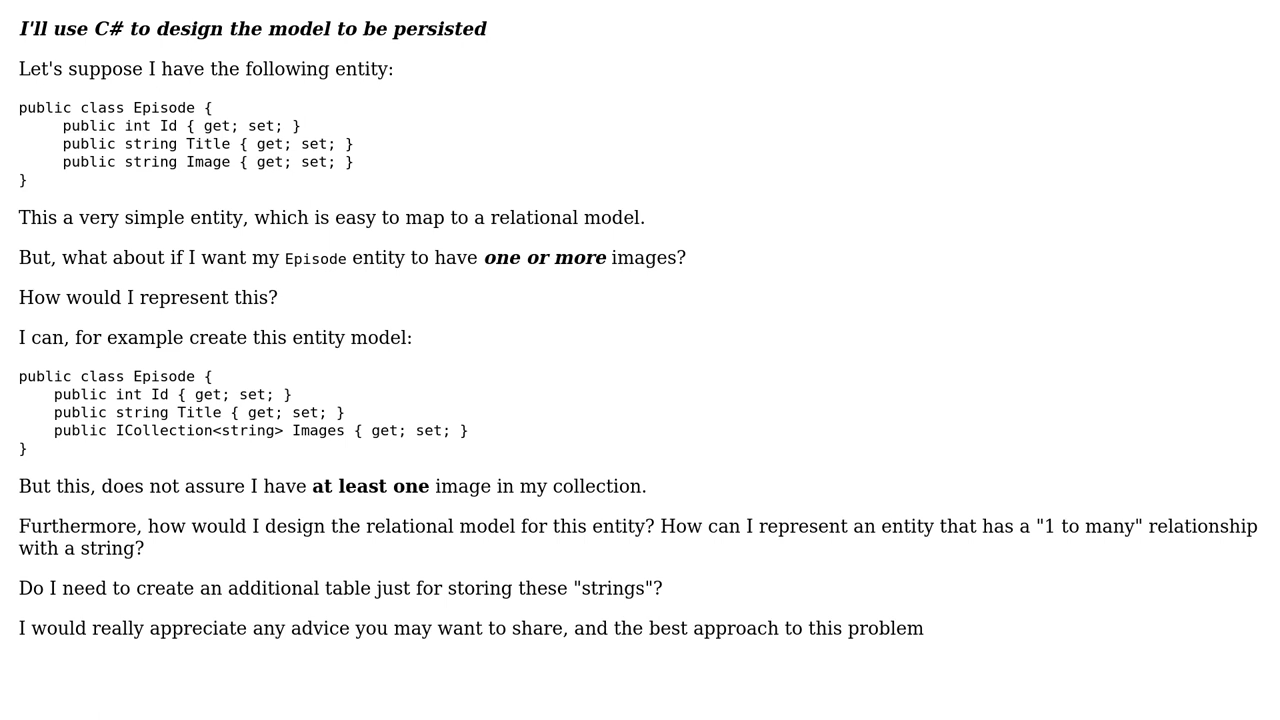 I'll use C# to design the model to be persisted
Let's suppose I have the following entity:
public class Episode {
     public int Id { get; set; }
     public string Title { get; set; }
     public string Image { get; set; }
}
This a very simple entity, which is easy to map to a relational model.
But, what about if I want my Episode entity to have one or more images?
How would I represent this?
I can, for example create this entity model:
public class Episode {
    public int Id { get; set; }
    public string Title { get; set; }
    public ICollection<string> Images { get; set; }
}
But this, does not assure I have at least one image in my collection.
Furthermore, how would I design the relational model for this entity? How can I represent an entity that has a "1 to many" relationship
with a string?
Do I need to create an additional table just for storing these "strings"?
I would really appreciate any advice you may want to share, and the best approach to this problem